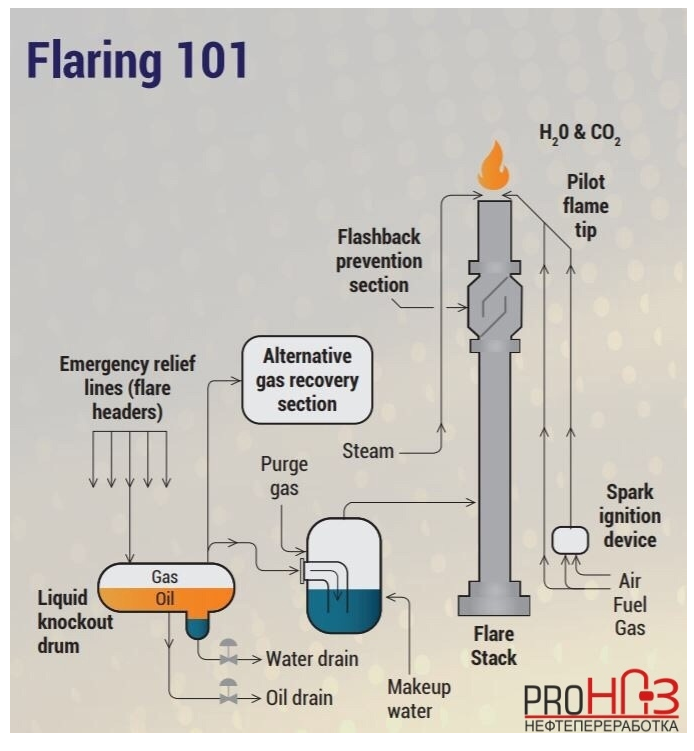 Flaring 101
H₂0 & CO₂
Pilot
flame
tip
Flashback
prevention
section
Alternative
gas recovery
section
Emergency relief
lines (flare
headers)
Steam
Purge
gas
Spark
ignition
device
Gas
Oil
Air
Fuel
Gas
Liquid
knockout
drum
Flare
Stack
Water drain
Oil drain
Makeup
water
PROНПЗ
НЕФТЕПЕРЕРАБОТКА